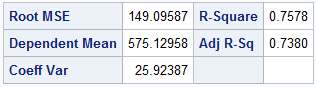 Root MSE 149.09587 R-Square 0.7578
Dependent Mean 575.12958 Adj R-Sq 0.7380
Coeff Var 25.92387